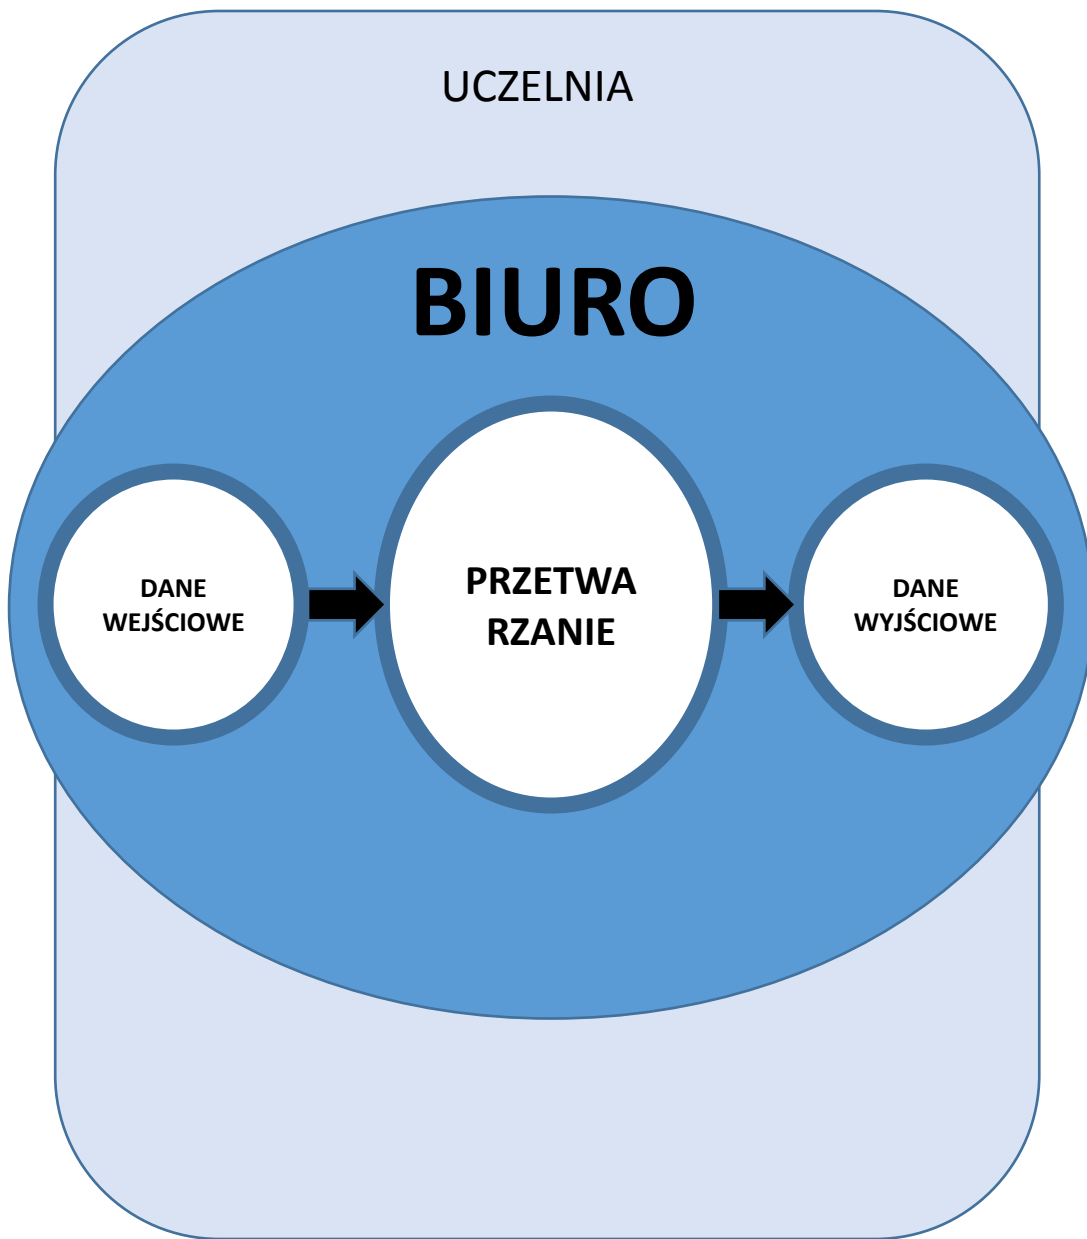 UCZELNIA
BIURO
DANE
WEJŚCIOWE
PRZETWA
RZANIE
DANE
WYJŚCIOWE